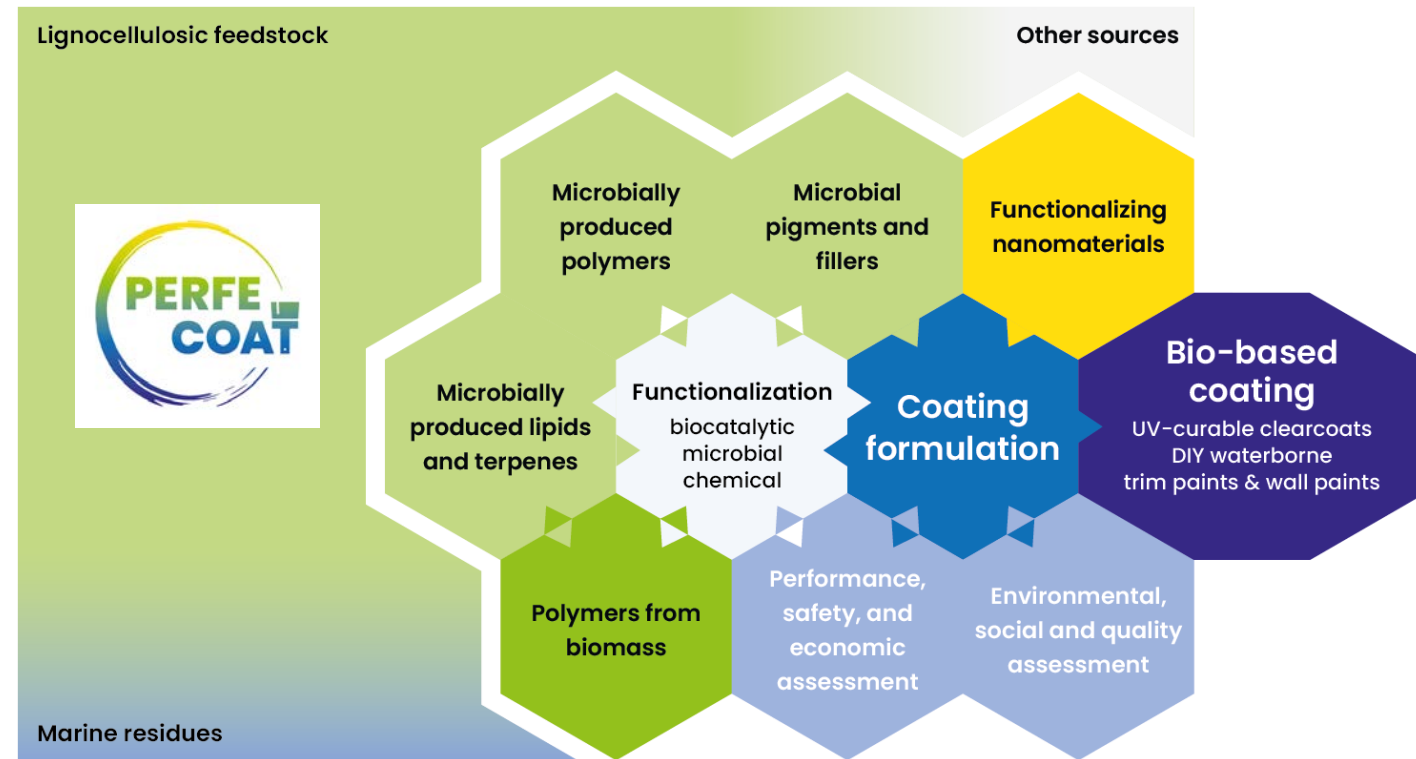 Lignocellulosic feedstock
Other sources
Microbially
produced
polymers
Microbial
pigments and
fillers
Functionalizing
nanomaterials
PERFE
COAT
Microbially
produced lipids
and terpenes
Functionalization
biocatalytic
microbial
chemical
Coating
formulation
Bio-based
coating
UV-curable clearcoats
DIY waterborne
trim paints & wall paints
Polymers from
biomass
Performance,
safety, and
economic
assessment
Environmental,
social and quality
assessment
Marine residues